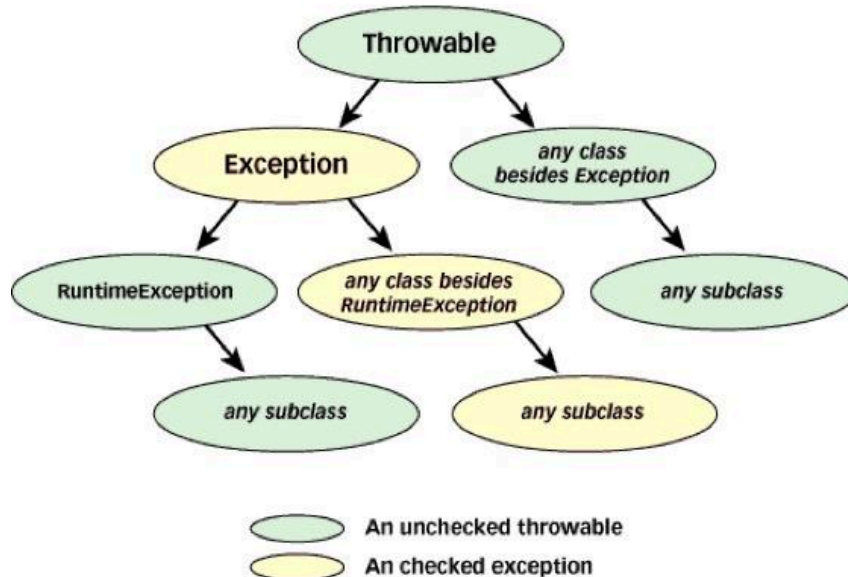 Throwable
Exception
any class
besides Exception
RuntimeException
any class besides
RuntimeException
any subclass
any subclass
any subclass
An unchecked throwable
An checked exception